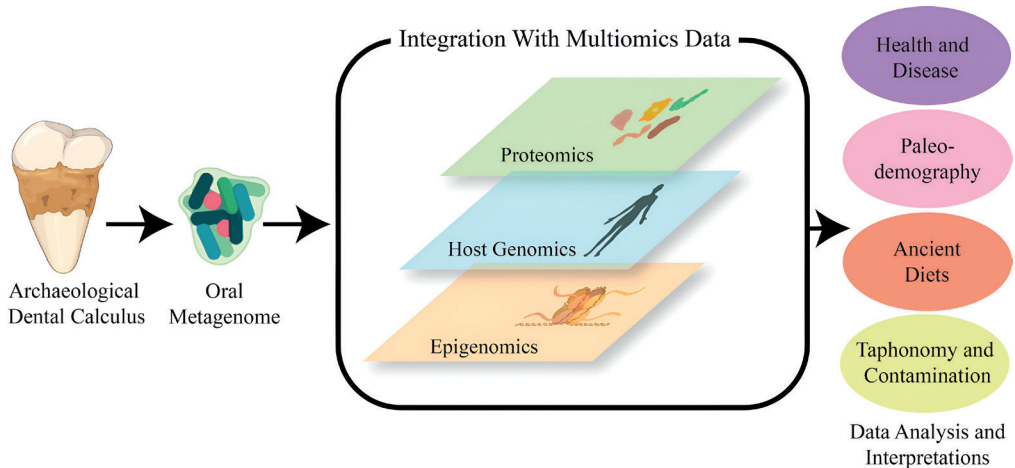 Integration With Multiomics Data
Archaeological
Dental Calculus
Oral
Metagenome
Proteomics
Host Genomics
Epigenomics
Health and
Disease
Paleo-
demography
Ancient
Diets
Taphonomy and
Contamination
Data Analysis and
Interpretations